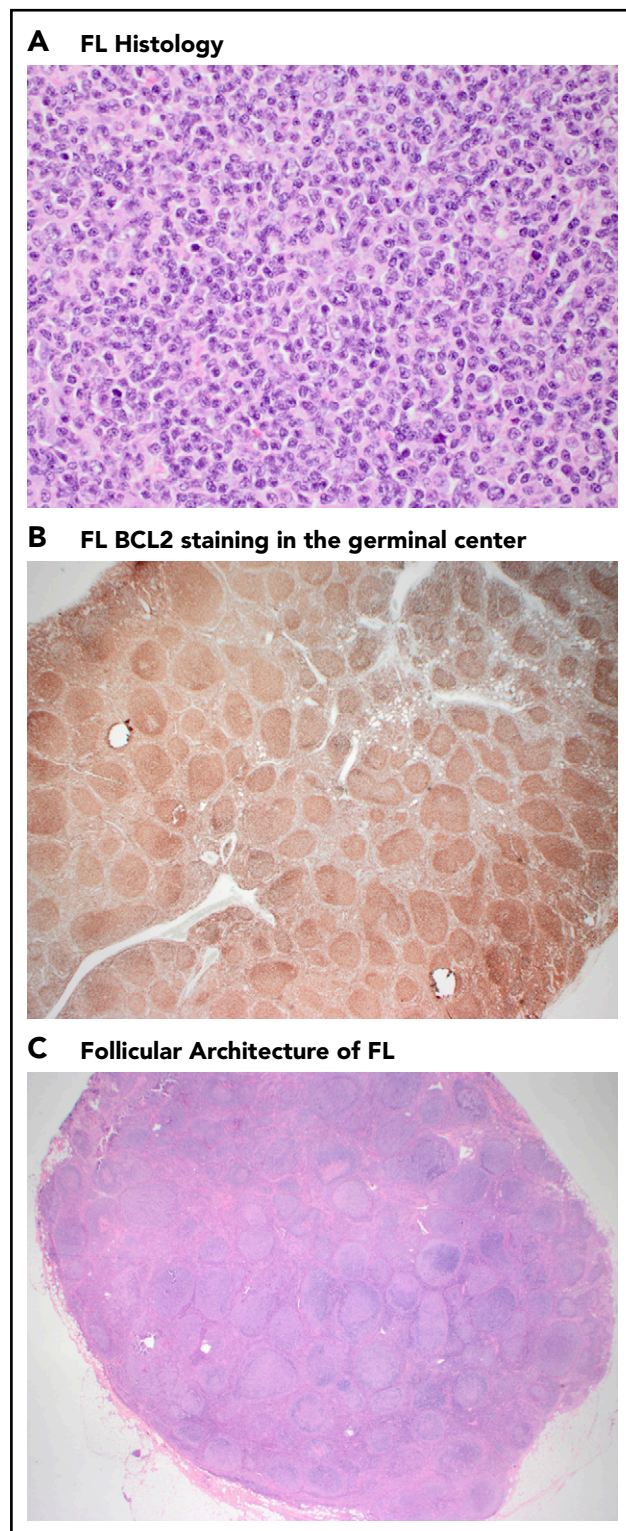 A FL Histology
B FL BCL2 staining in the germinal center
C Follicular Architecture of FL